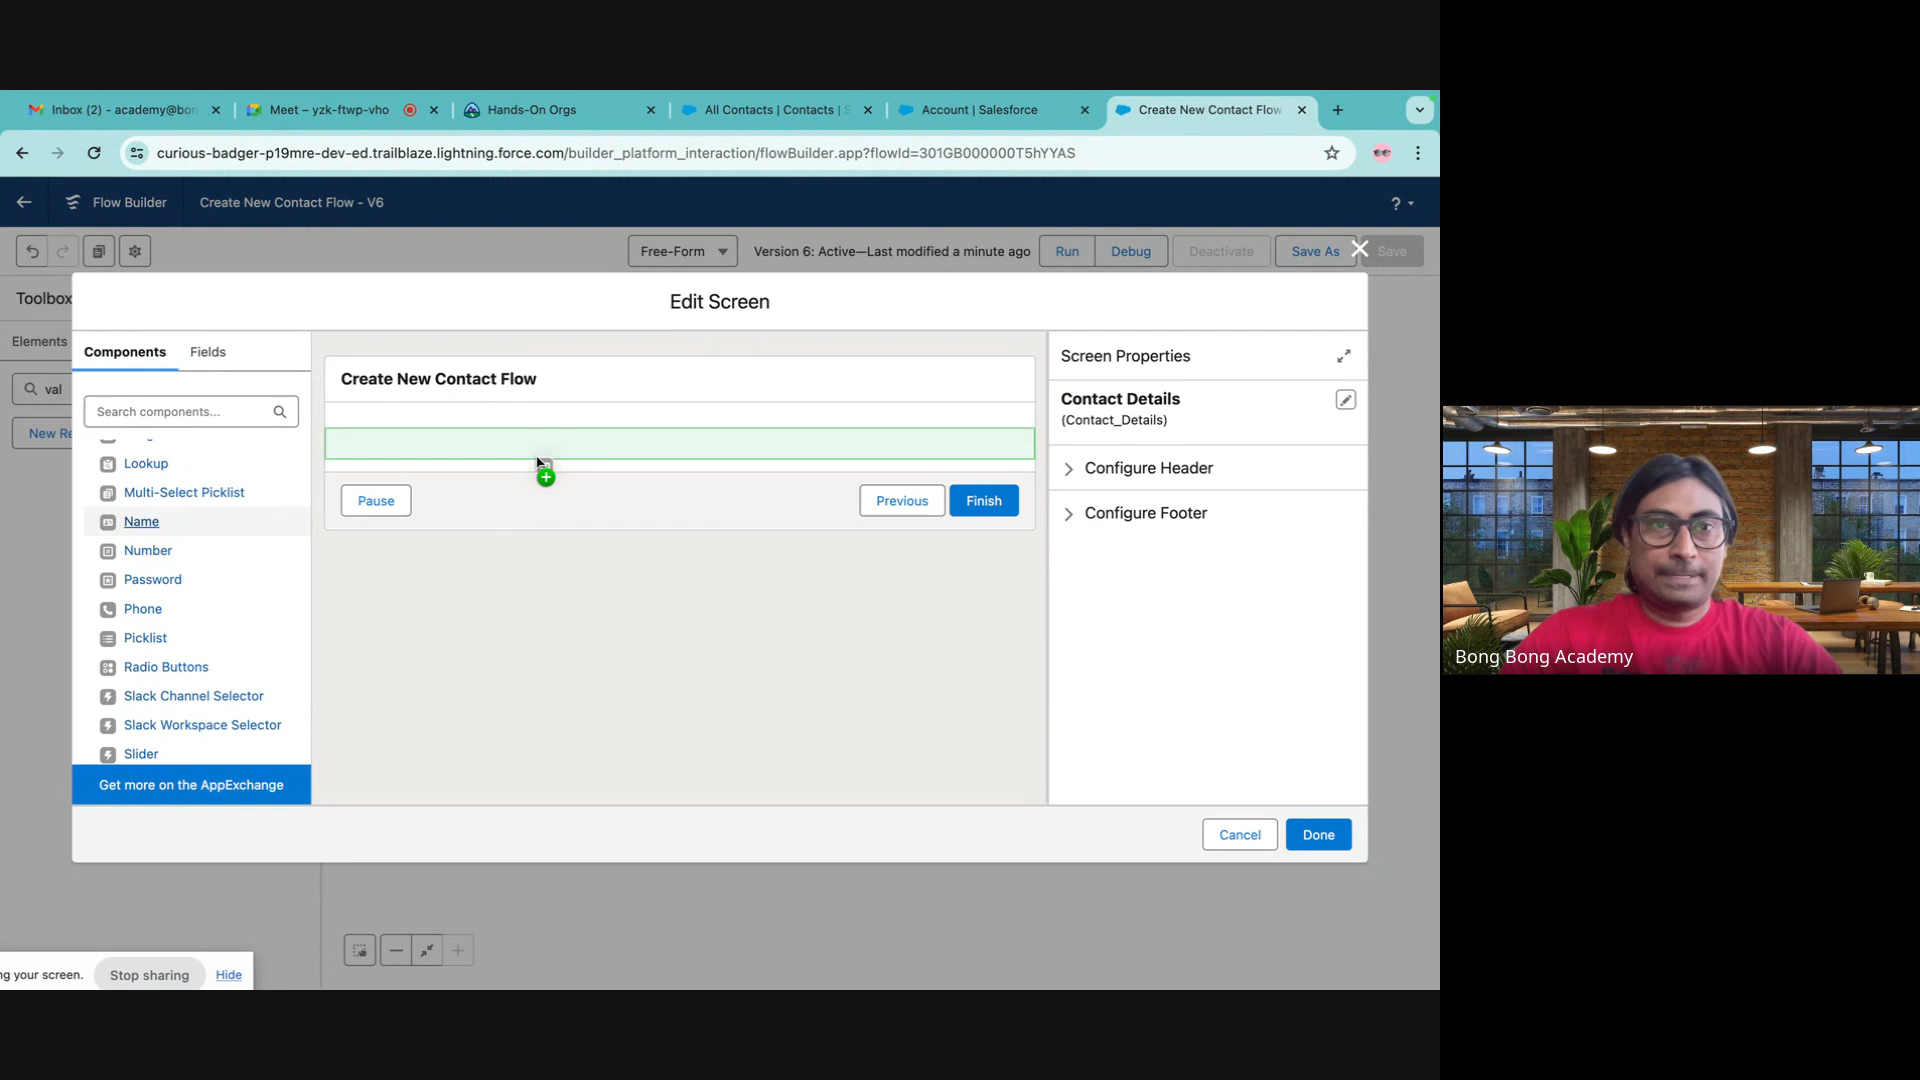 Inbox (2) - academy@bon
Meet – yzk-ftwp-vho
Hands-On Orgs
All Contacts | Contacts | S
Account | Salesforce
Create New Contact Flow
curious-badger-p19mre-dev-ed.trailblaze.lightning.force.com/builder_platform_interaction/flowBuilder.app?flowId=301GB000000T5hYYAS
Flow Builder
Create New Contact Flow - V6
?
Free-Form
Version 6: Active—Last modified a minute ago
Run
Debug
Deactivate
Save As
Save
Toolbox
Edit Screen
Elements
Components
Fields
Screen Properties
Create New Contact Flow
val
Search components...
Contact Details
(Contact_Details)
New Re
Lookup
Multi-Select Picklist
Name
Number
Password
Phone
Picklist
Radio Buttons
Slack Channel Selector
Slack Workspace Selector
Slider
Get more on the AppExchange
Configure Header
Configure Footer
Pause
Previous
Finish
Cancel
Done
ng your screen.
Stop sharing
Hide
Bong Bong Academy